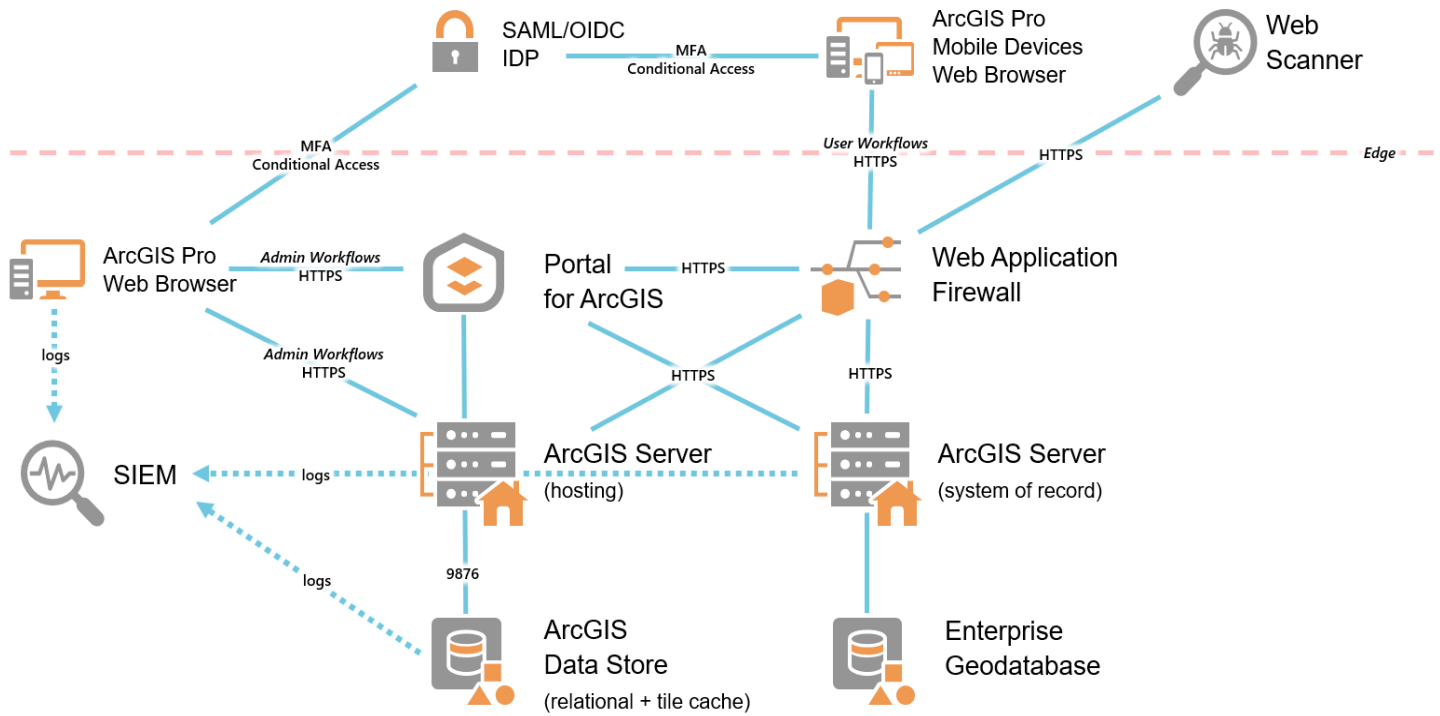 SAML/OIDC
IDP
MFA
Conditional Access
ArcGIS Pro
Mobile Devices
Web Browser
Web
Scanner
MFA
Conditional Access
User Workflows
HTTPS
HTTPS
Edge
ArcGIS Pro
Web Browser
Admin Workflows
HTTPS
Portal
for ArcGIS
HTTPS
Web Application
Firewall
logs
Admin Workflows
HTTPS
HTTPS
HTTPS
SIEM
logs
ArcGIS Server
(hosting)
ArcGIS Server
(system of record)
logs
9876
ArcGIS
Data Store
(relational + tile cache)
Enterprise
Geodatabase